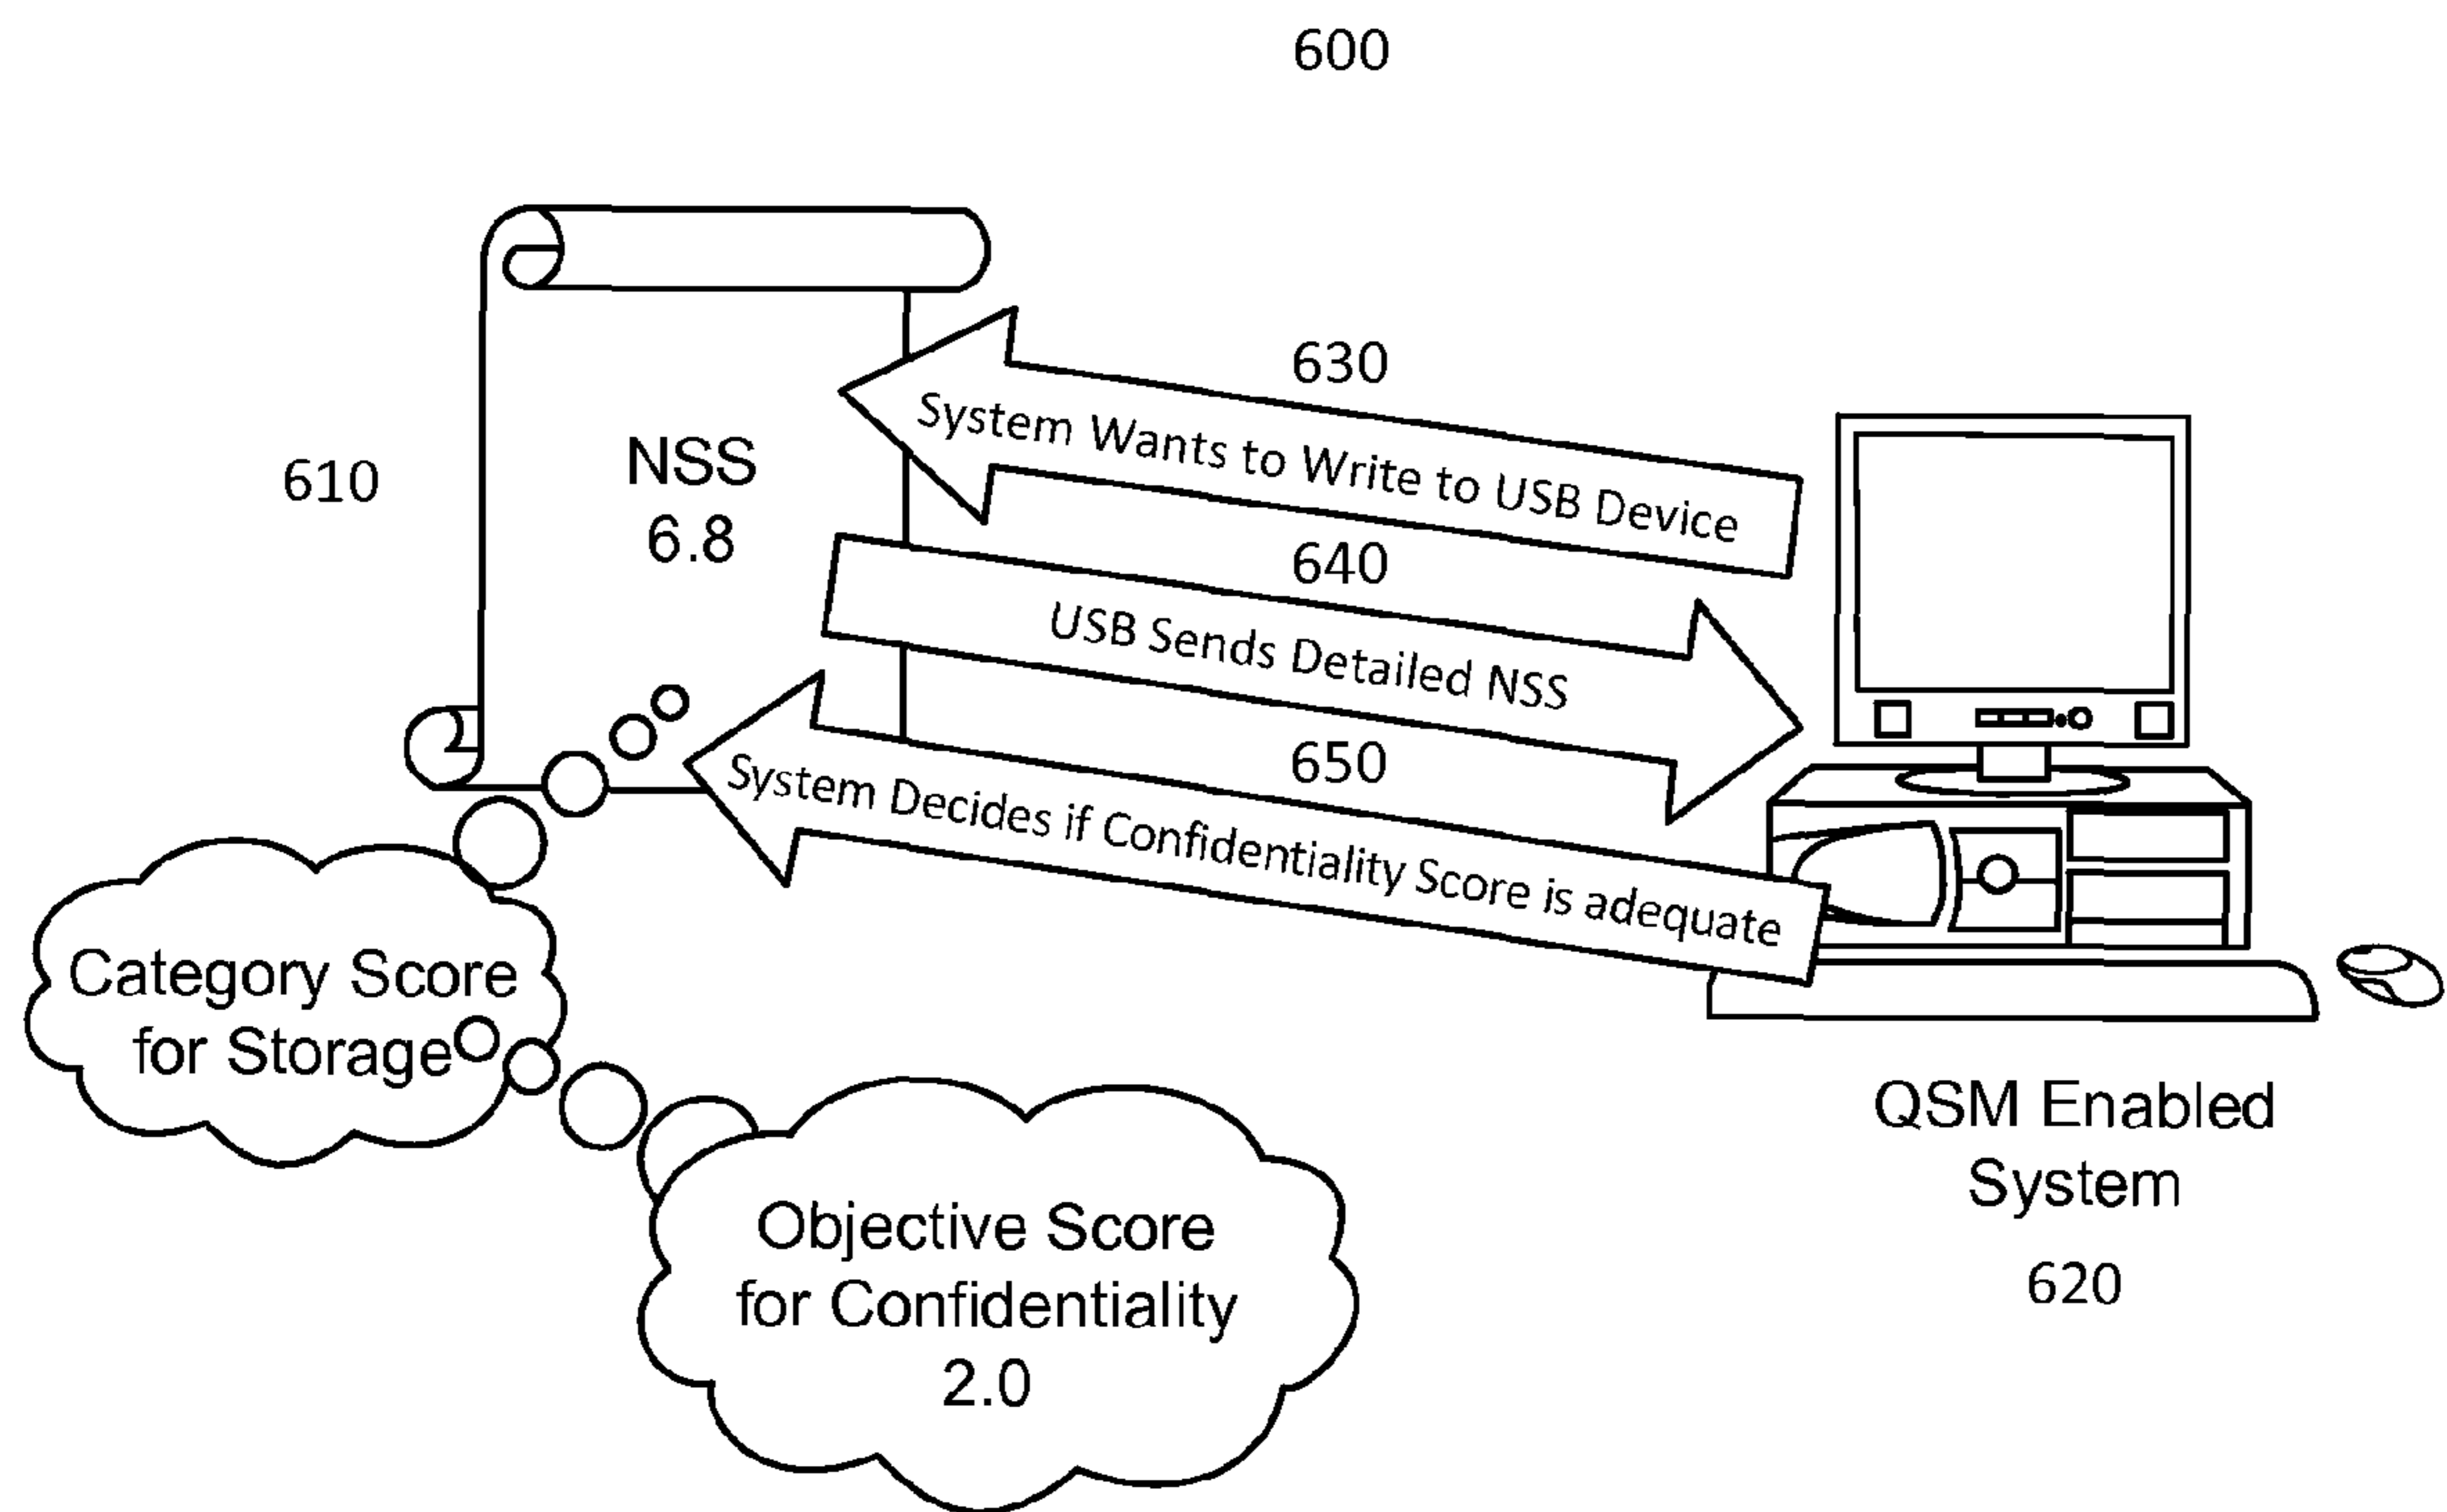 600
630
System Wants to Write to USB Device
610
NSS
6.8
640
USB Sends Detailed NSS
650
System Decides if Confidentiality Score is adequate
Category Score
for Storage
Objective Score
for Confidentiality
2.0
QSM Enabled
System
620